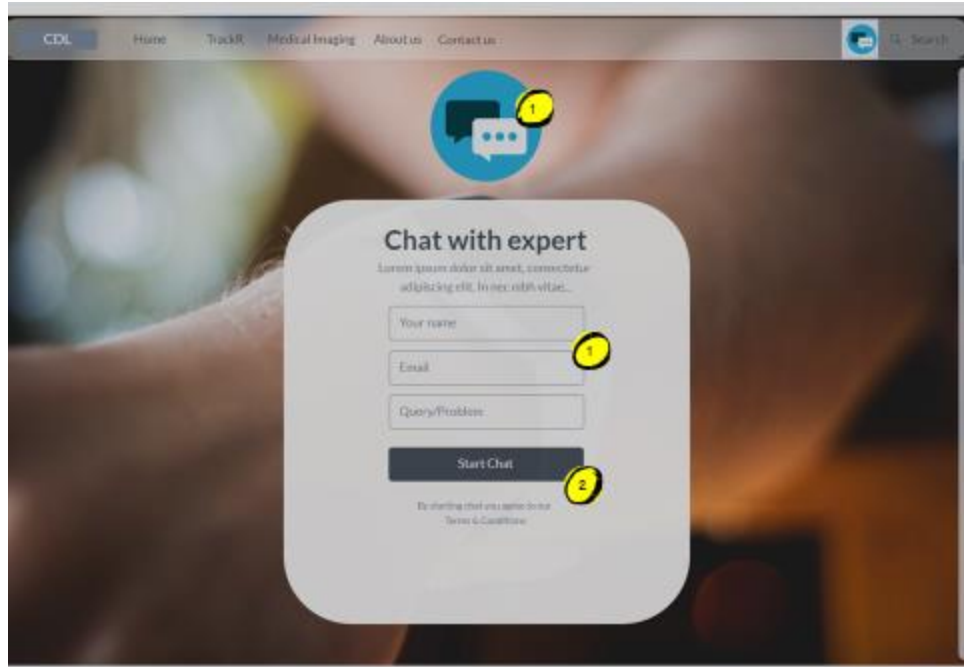 CDL Home TrackR Medical Imaging About us Contact us Search
1
Chat with expert
Lorem ipsum dolor sit amet, consectetur
adipiscing elit. In nec nibh vitae...
Your name
1
Email
Query/Problem
Start Chat
2
By starting chat you agree to our
Terms & Conditions